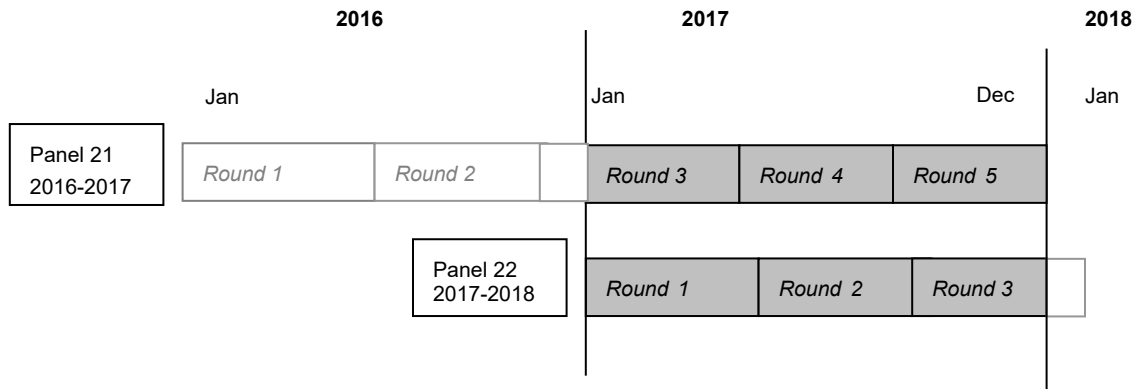 2016 2017 2018
Jan Jan Dec Jan
Panel 21
2016-2017
Round 1 Round 2 Round 3 Round 4 Round 5
Panel 22
2017-2018
Round 1 Round 2 Round 3